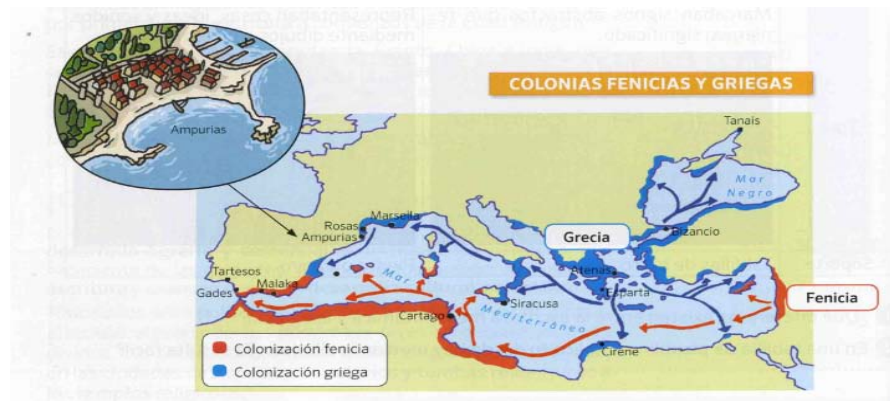 COLONIAS FENICIAS Y GRIEGAS
Ampurias
Tanais
Mar
Negro
Marsella
Rosas
Ampurias
Bizancio
Grecia
Tartesos
Malaka
Gades
Mar
Mediterráneo
Atenas
Esparta
Siracusa
Cartago
Fenicia
Cirene
Colonización fenicia
Colonización griega